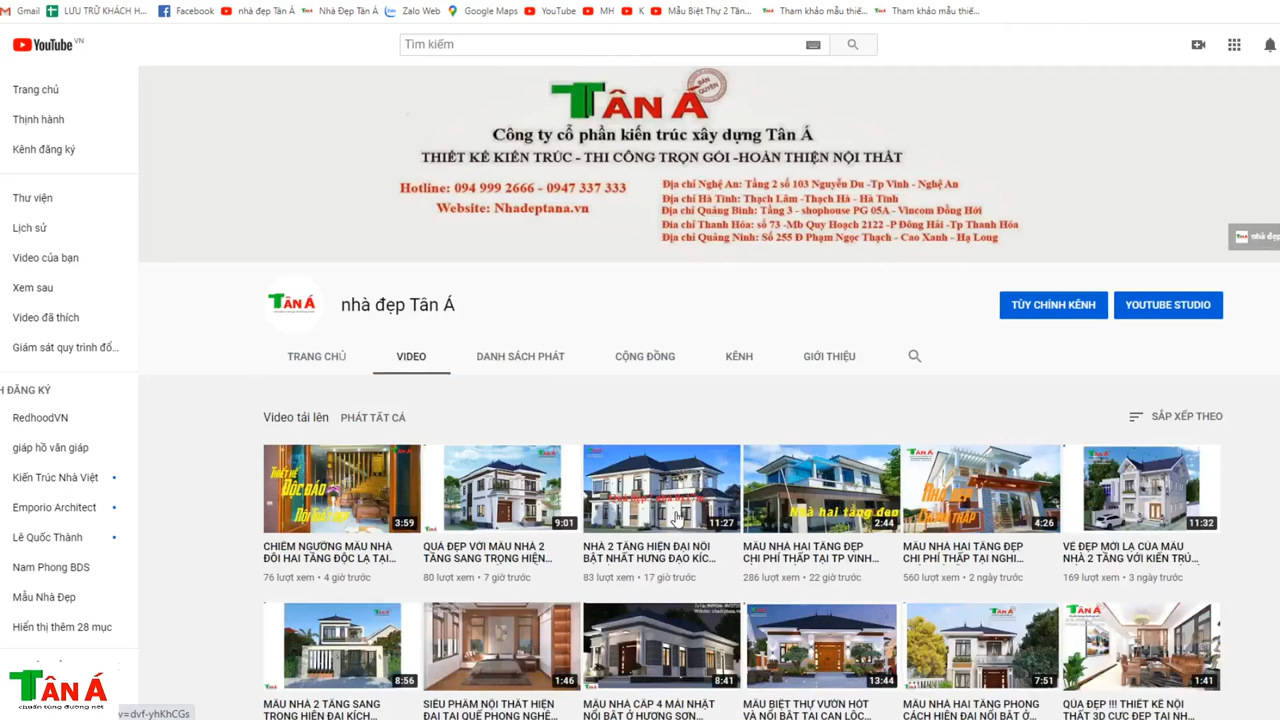 Gmail LƯU TRỮ KHÁCH H... Facebook nhà đẹp Tân Á Nhà Đẹp Tân Á Zalo Web Google Maps YouTube MH K Mẫu Biệt Thự 2 Tần... Tham khảo mẫu thiế... Tham khảo mẫu thiế...
YouTube VN
Tìm kiếm
Trang chủ
Thịnh hành
Kênh đăng ký
Thư viện
Lịch sử
Video của bạn
Xem sau
Video đã thích
Giám sát quy trình đổ...
H ĐĂNG KÝ
RedhoodVN
giáp hồ văn giáp
Kiến Trúc Nhà Việt
Emporio Architect
Lê Quốc Thành
Nam Phong BDS
Mẫu Nhà Đẹp
Hiển thị thêm 28 mục
TÂN Á
chuẩn từng đường nét
v=dvf-yhKhCGs
TÂN Á
BẢN QUYỀN
Công ty cổ phần kiến trúc xây dựng Tân Á
THIẾT KẾ KIẾN TRÚC - THI CÔNG TRỌN GÓI -HOÀN THIỆN NỘI THẤT
Hotline: 094 999 2666 - 0947 337 333
Website: Nhadeptana.vn
Địa chỉ Nghệ An: Tầng 2 số 103 Nguyễn Du -Tp Vinh - Nghệ An
Địa chỉ Hà Tĩnh: Thạch Lâm -Thạch Hà - Hà Tĩnh
Địa chỉ Quảng Bình: Tầng 3 - shophouse PG 05A - Vincom Đồng Hới
Địa chỉ Thanh Hóa: số 73 -Mb Quy Hoạch 2122 -P Đông Hải -Tp Thanh Hóa
Địa chỉ Quảng Ninh: Số 255 Đ Phạm Ngọc Thạch - Cao Xanh - Hạ Long
nhà đẹp
TÂN Á
nhà đẹp Tân Á
TÙY CHỈNH KÊNH
YOUTUBE STUDIO
TRANG CHỦ VIDEO DANH SÁCH PHÁT CỘNG ĐỒNG KÊNH GIỚI THIỆU
Video tải lên PHÁT TẤT CẢ
SẮP XẾP THEO
3:59 9:01 11:27 2:44 4:26 11:32
Nhà hai tầng đẹp
CHIÊM NGƯỠNG MẪU NHÀ
ĐÔI HAI TẦNG ĐỘC LẠ TẠI...
76 lượt xem • 4 giờ trước
QUÁ ĐẸP VỚI MẪU NHÀ 2
TẦNG SANG TRỌNG HIỆN...
80 lượt xem • 7 giờ trước
NHÀ 2 TẦNG HIỆN ĐẠI NỔI
BẬT NHẤT HƯNG ĐẠO KÍC...
83 lượt xem • 17 giờ trước
MẪU NHÀ HAI TẦNG ĐẸP
CHI PHÍ THẤP TẠI TP VINH...
286 lượt xem • 22 giờ trước
MẪU NHÀ HAI TẦNG ĐẸP
CHI PHÍ THẤP TẠI NGHI...
560 lượt xem • 2 ngày trước
VẺ ĐẸP MỚI LẠ CỦA MẪU
NHÀ 2 TẦNG VỚI KIẾN TRÚ...
169 lượt xem • 3 ngày trước
8:56 1:46 8:41 13:44 7:51 1:41
MẪU NHÀ 2 TẦNG SANG
TRỌNG HIỆN ĐẠI KÍCH...
SIÊU PHẨM NỘI THẤT HIỆN
ĐẠI TẠI QUẾ PHONG NGHỆ...
MẪU NHÀ CẤP 4 MÁI NHẬT
NỔI BẬT Ở HƯƠNG SƠN...
MẪU BIỆT THỰ VƯỜN HÓT
VÀ NỔI BẬT TẠI CAN LỘC...
MẪU NHÀ HAI TẦNG PHONG
CÁCH HIỆN ĐẠI NỔI BẬT Ở...
QUÁ ĐẸP !!! THIẾT KẾ NỘI
THẤT 3D CỰC ĐẸP TẠI NH...